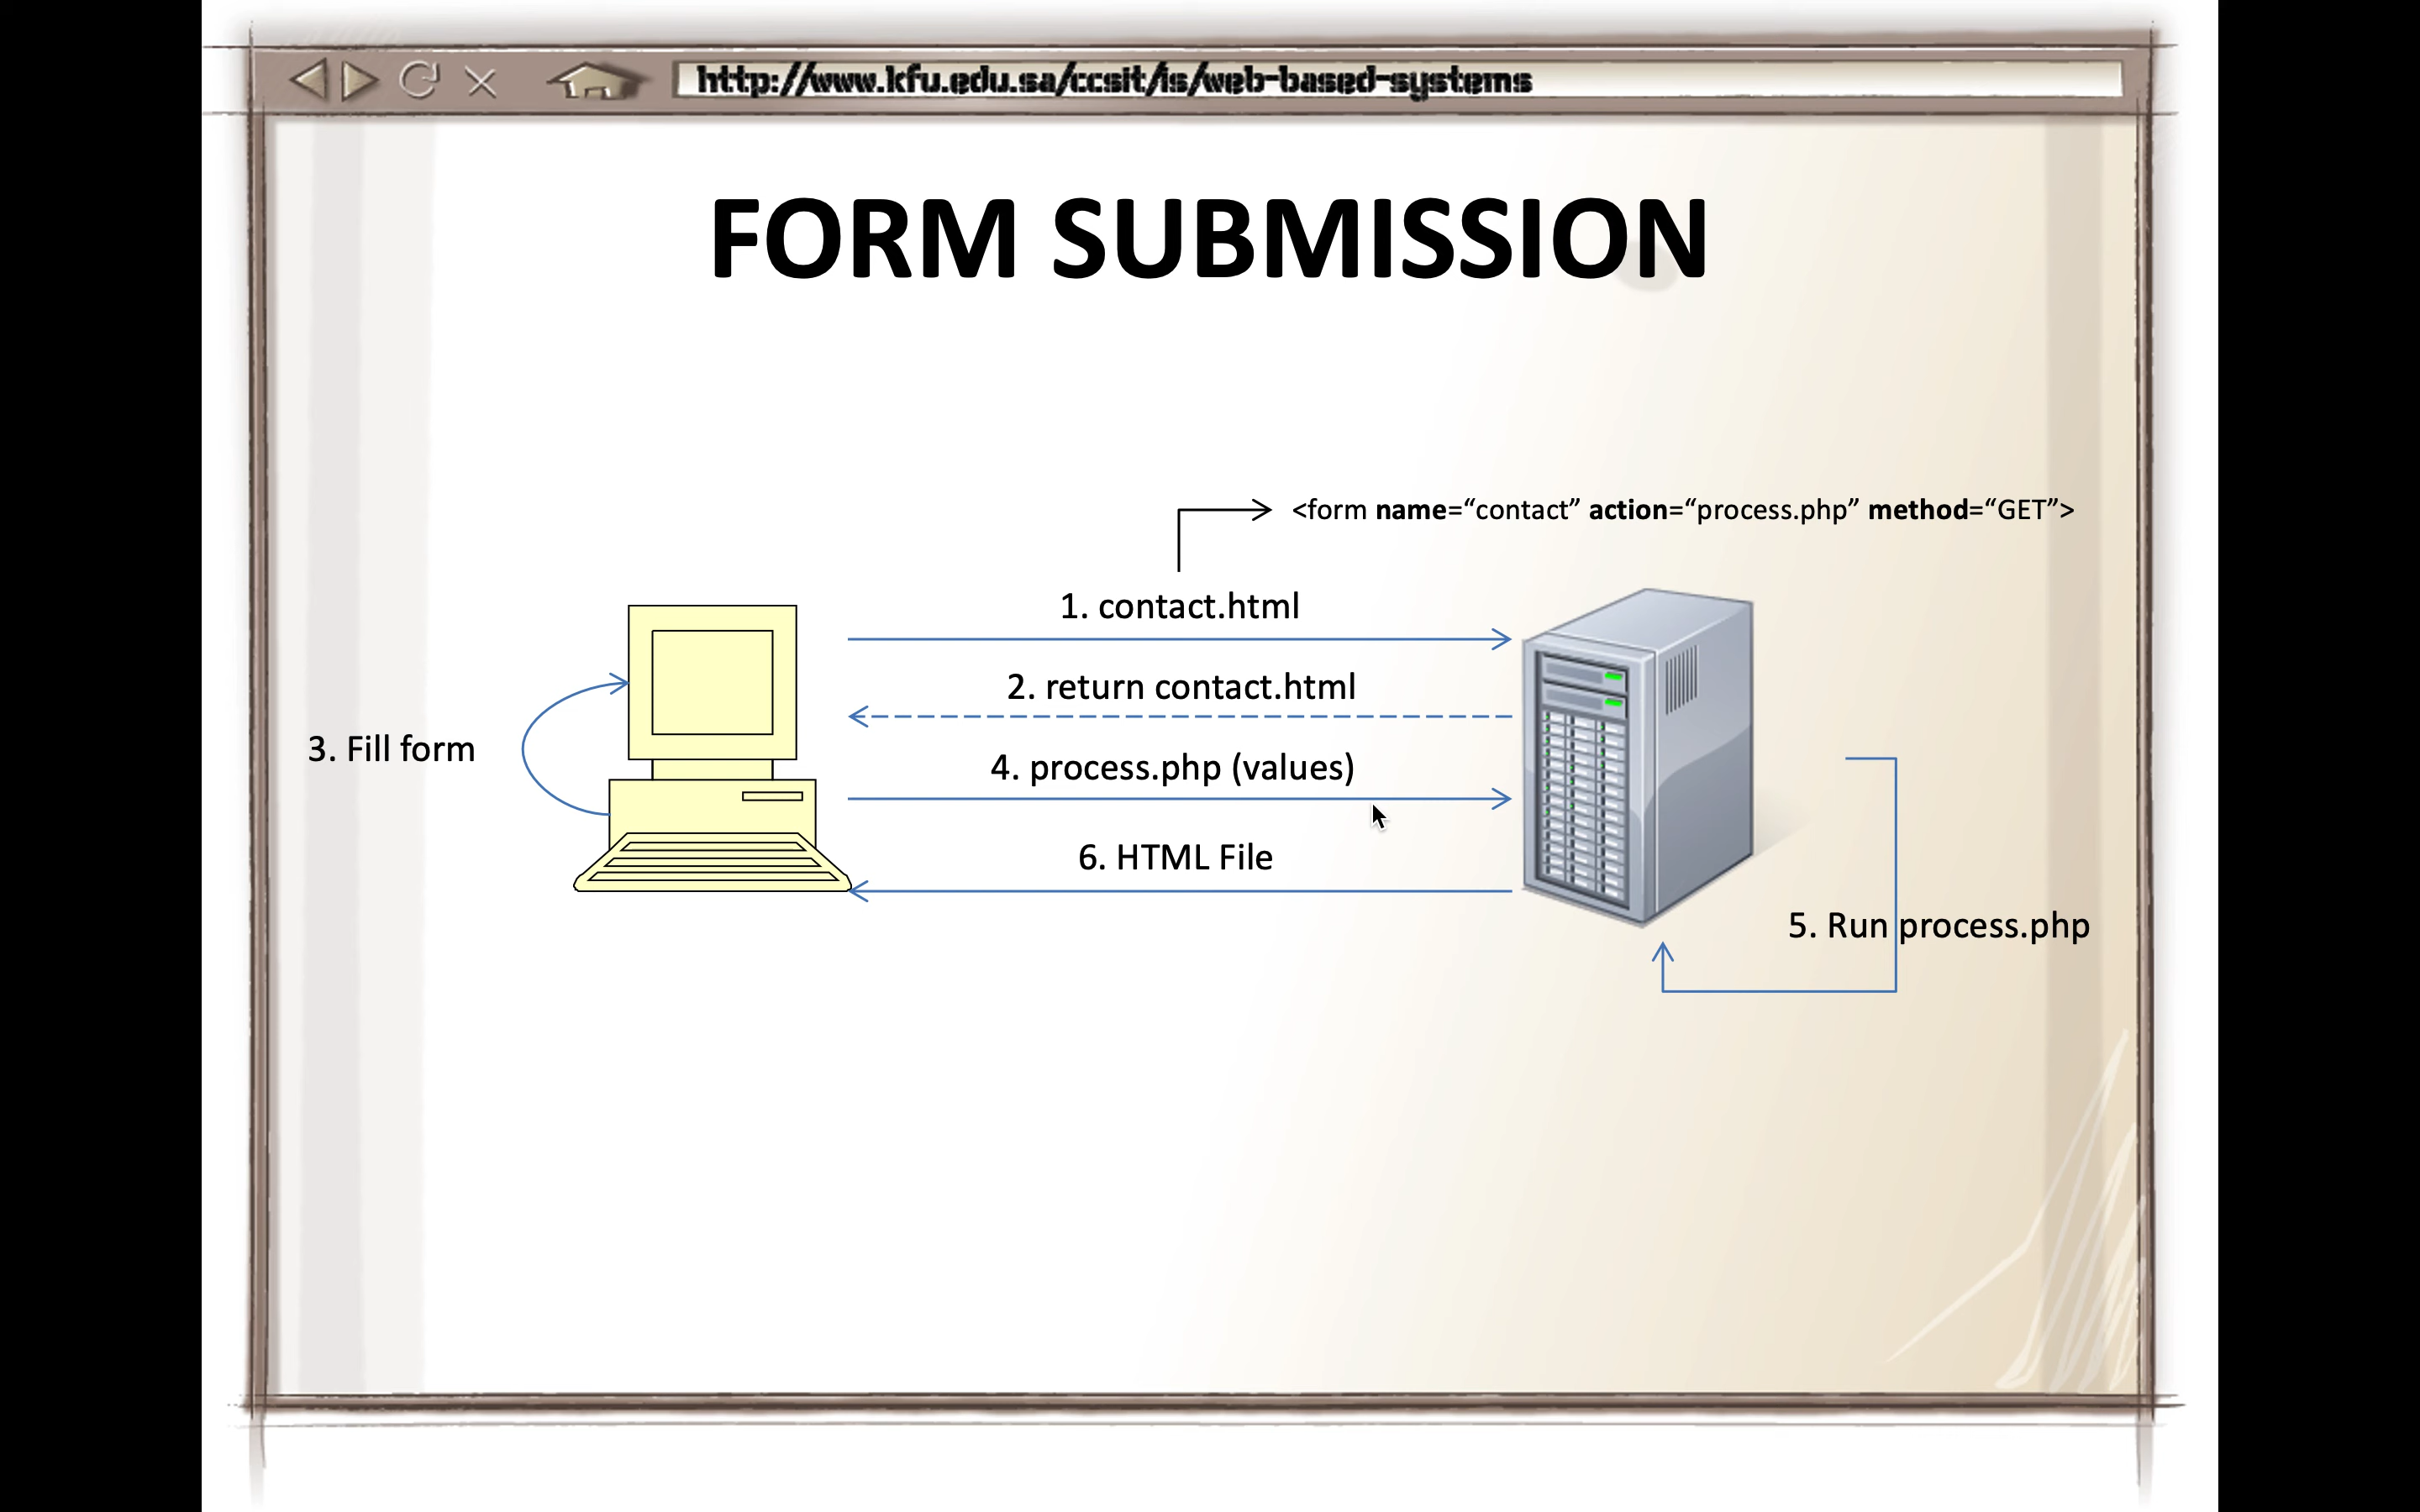 http://www.kfu.edu.sa/ccsit/is/web-based-systems
FORM SUBMISSION
<form name=“contact” action=“process.php” method=“GET”>
1. contact.html
2. return contact.html
3. Fill form
4. process.php (values)
6. HTML File
5. Run process.php